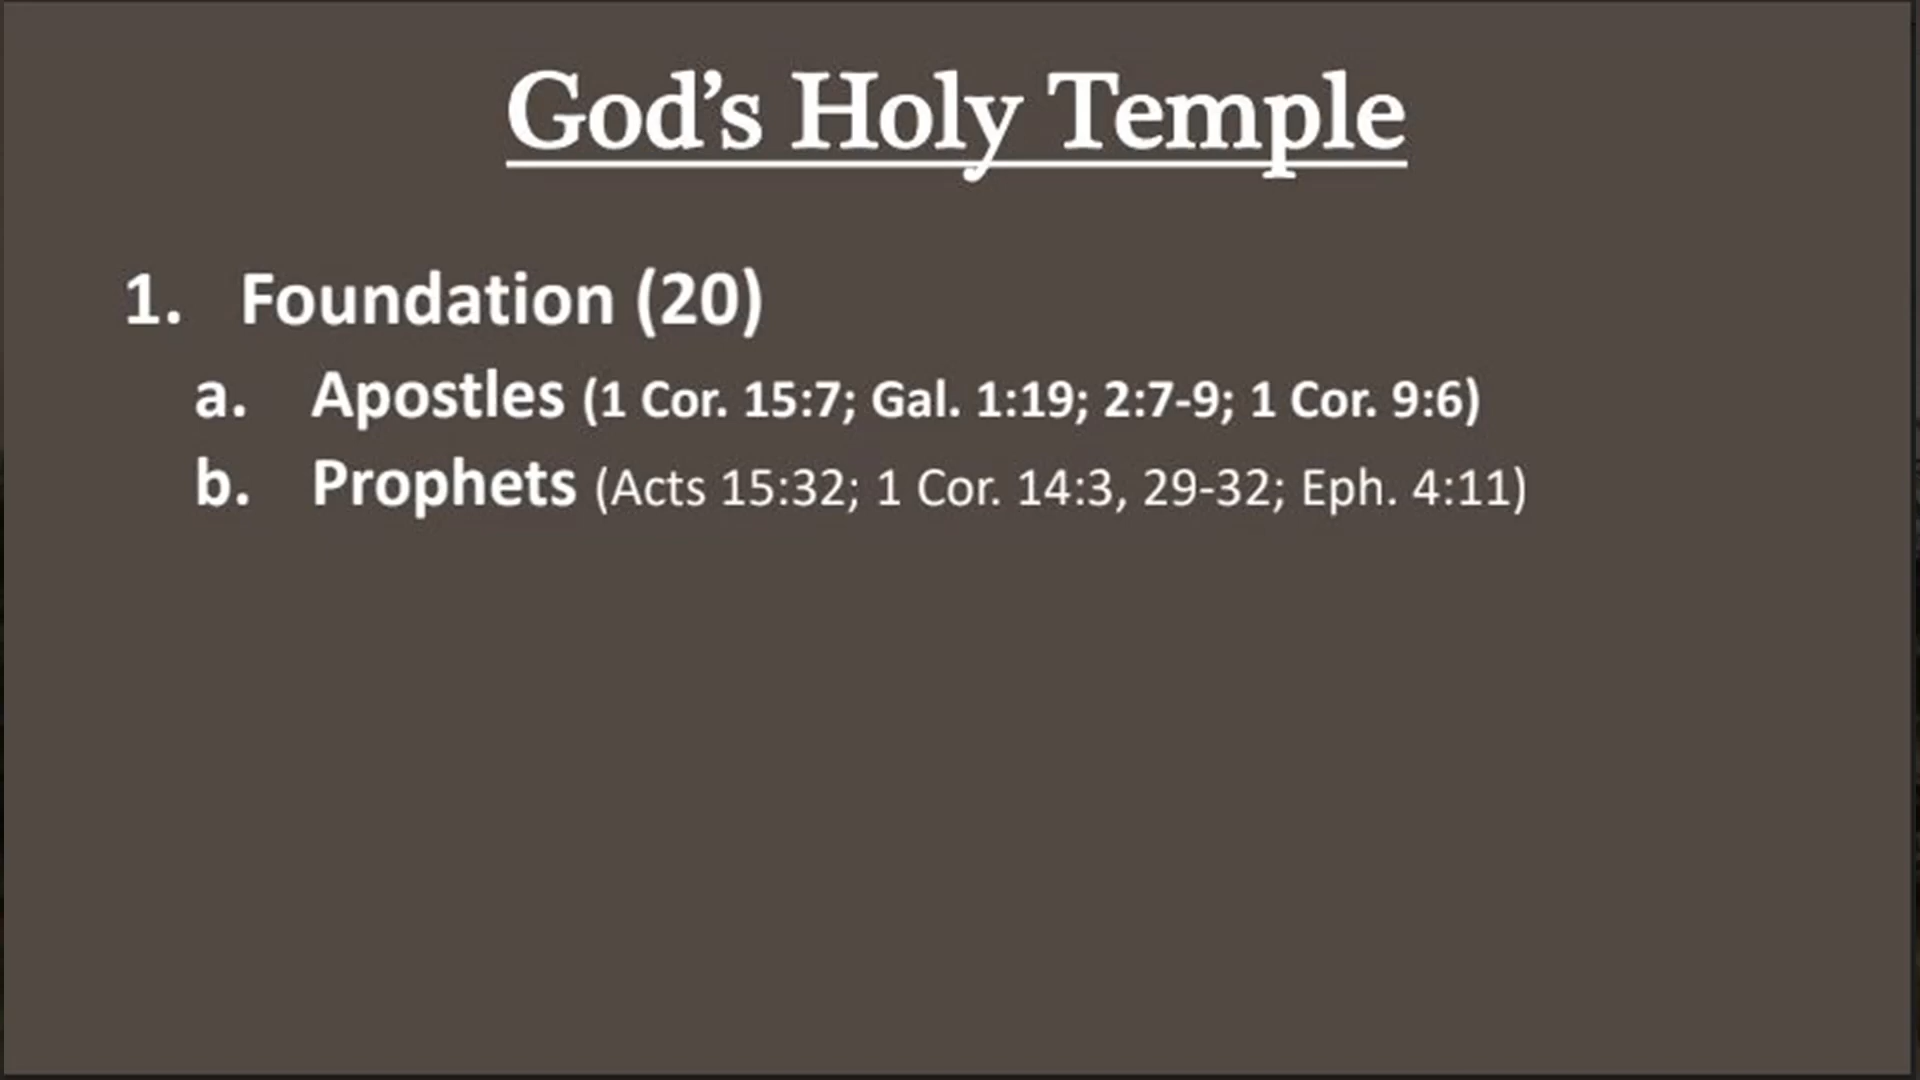 God’s Holy Temple
1. Foundation (20)
a. Apostles (1 Cor. 15:7; Gal. 1:19; 2:7-9; 1 Cor. 9:6)
b. Prophets (Acts 15:32; 1 Cor. 14:3, 29-32; Eph. 4:11)